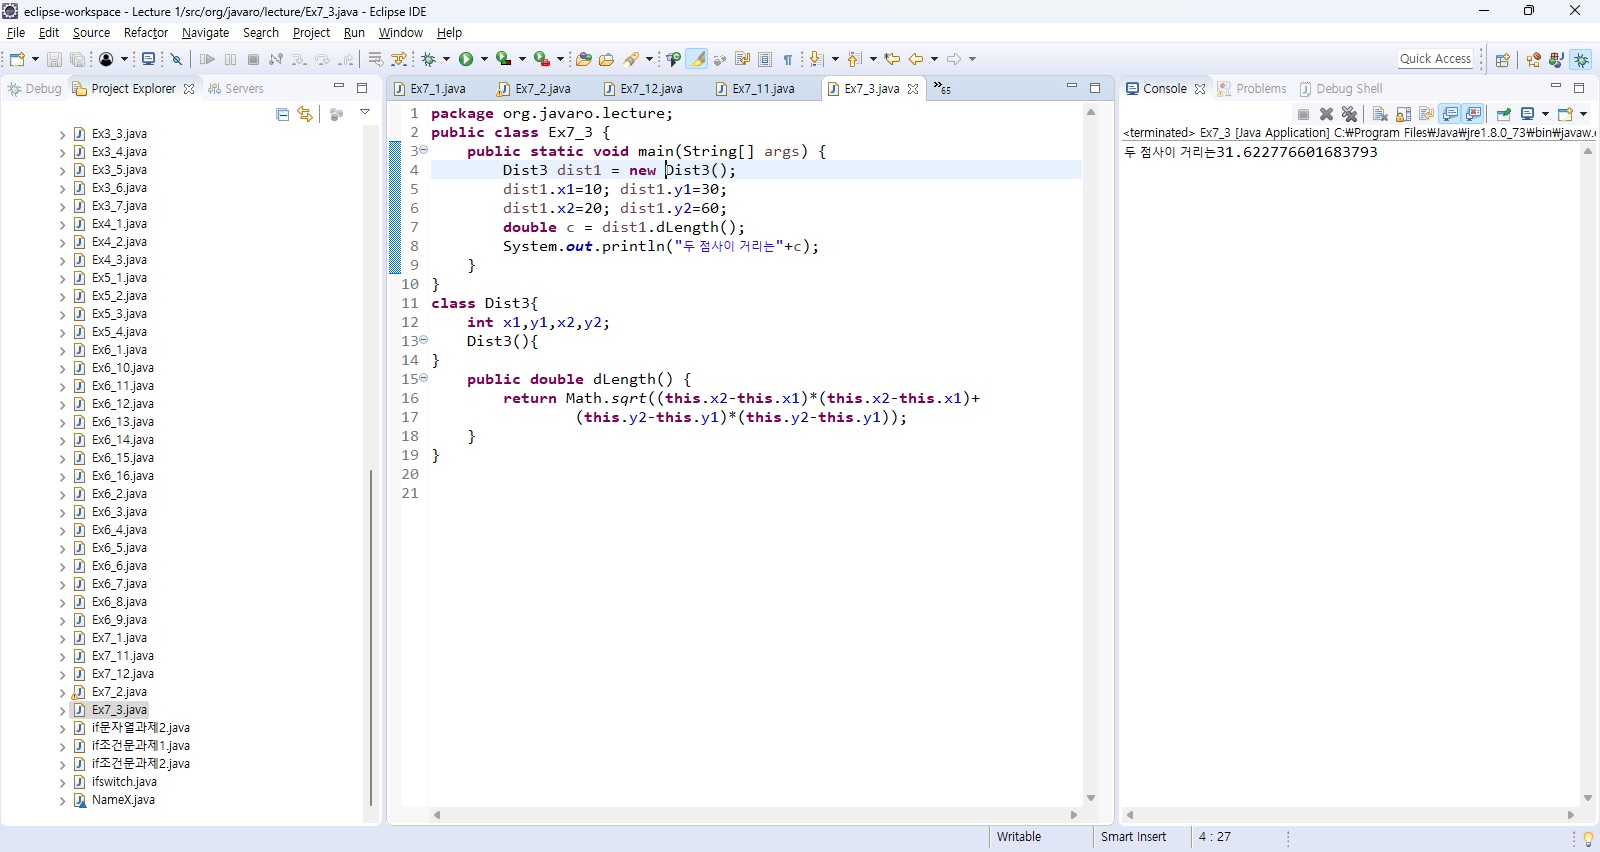 eclipse-workspace - Lecture 1/src/org/javaro/lecture/Ex7_3.java - Eclipse IDE
File Edit Source Refactor Navigate Search Project Run Window Help
Quick Access
Debug Project Explorer Servers
Ex3_3.java
Ex3_4.java
Ex3_5.java
Ex3_6.java
Ex3_7.java
Ex4_1.java
Ex4_2.java
Ex4_3.java
Ex5_1.java
Ex5_2.java
Ex5_3.java
Ex5_4.java
Ex6_1.java
Ex6_10.java
Ex6_11.java
Ex6_12.java
Ex6_13.java
Ex6_14.java
Ex6_15.java
Ex6_16.java
Ex6_2.java
Ex6_3.java
Ex6_4.java
Ex6_5.java
Ex6_6.java
Ex6_7.java
Ex6_8.java
Ex6_9.java
Ex7_1.java
Ex7_11.java
Ex7_12.java
Ex7_2.java
Ex7_3.java
if문자열과제2.java
if조건문과제1.java
if조건문과제2.java
ifswitch.java
NameX.java
Ex7_1.java Ex7_2.java Ex7_12.java Ex7_11.java Ex7_3.java »65
1 package org.javaro.lecture;
2 public class Ex7_3 {
3 public static void main(String[] args) {
4 Dist3 dist1 = new Dist3();
5 dist1.x1=10; dist1.y1=30;
6 dist1.x2=20; dist1.y2=60;
7 double c = dist1.dLength();
8 System.out.println("두 점사이 거리는"+c);
9 }
10 }
11 class Dist3{
12 int x1,y1,x2,y2;
13 Dist3(){
14 }
15 public double dLength() {
16 return Math.sqrt((this.x2-this.x1)*(this.x2-this.x1)+
17 (this.y2-this.y1)*(this.y2-this.y1));
18 }
19 }
20
21
Console Problems Debug Shell
<terminated> Ex7_3 [Java Application] C:₩Program Files₩Java₩jre1.8.0_73₩bin₩javaw.e
두 점사이 거리는31.622776601683793
Writable Smart Insert 4 : 27